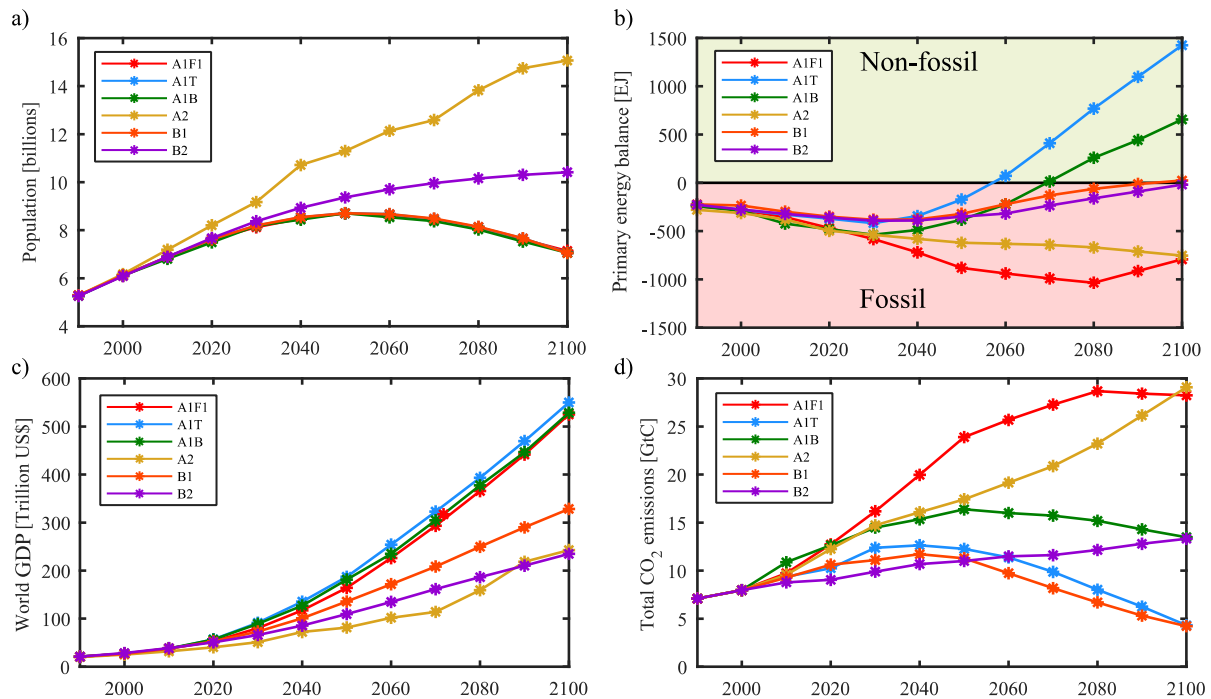 a)
Population [billions]
16
14
12
10
8
6
4
A1F1
A1T
A1B
A2
B1
B2
2000 2020 2040 2060 2080 2100
b)
Primary energy balance [EJ]
1500
1000
500
0
-500
-1000
-1500
Non-fossil
A1F1
A1T
A1B
A2
B1
B2
Fossil
2000 2020 2040 2060 2080 2100
c)
World GDP [Trillion US$]
600
500
400
300
200
100
0
A1F1
A1T
A1B
A2
B1
B2
2000 2020 2040 2060 2080 2100
d)
Total CO2 emissions [GtC]
30
25
20
15
10
5
0
A1F1
A1T
A1B
A2
B1
B2
2000 2020 2040 2060 2080 2100